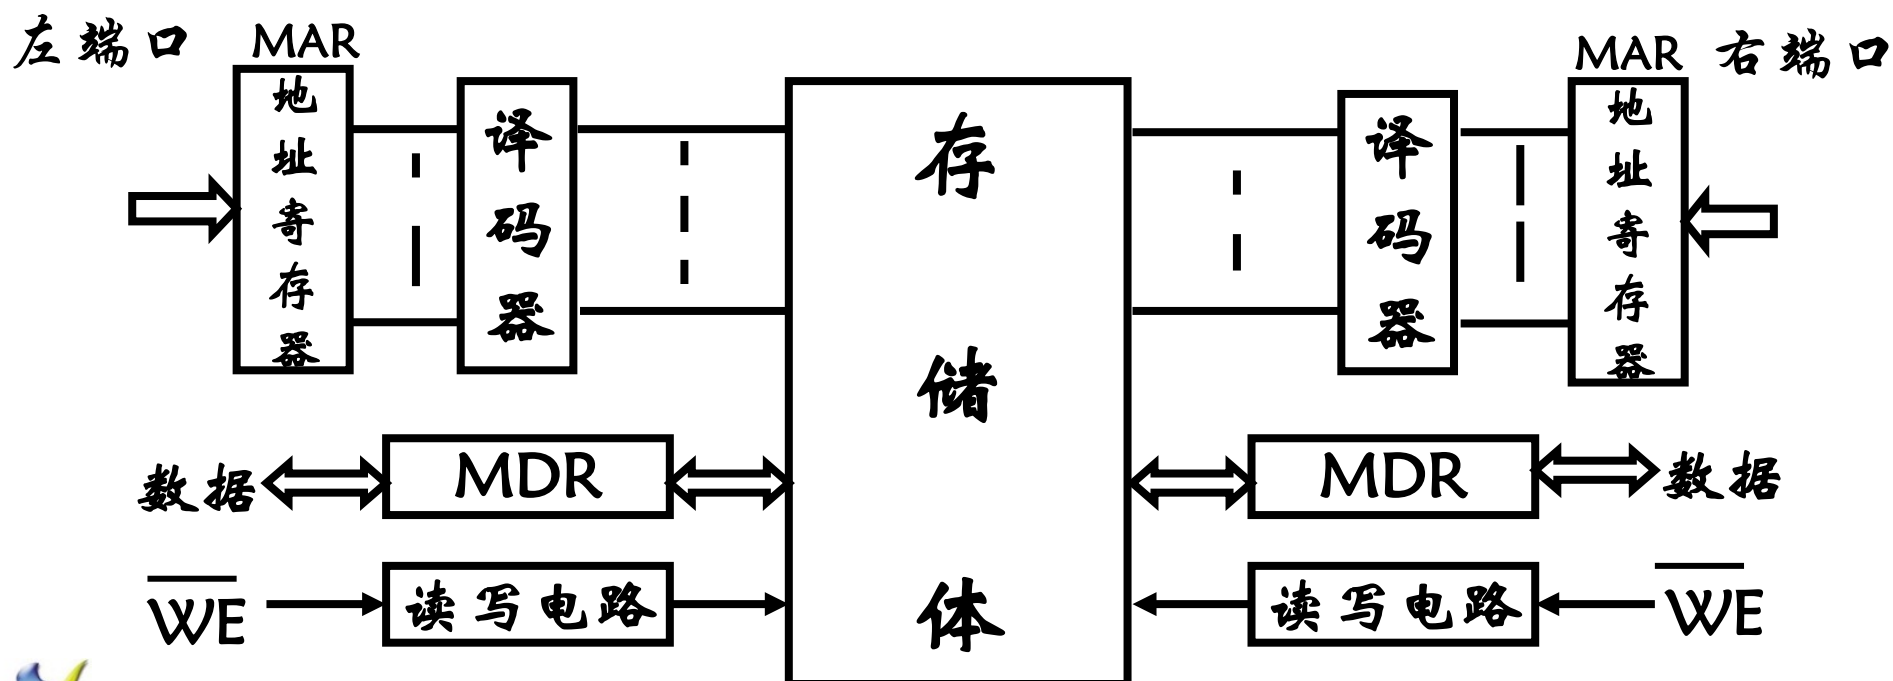 左端口 MAR MAR 右端口
地址寄存器
译码器
存储体
译码器
地址寄存器
数据 MDR MDR 数据
WE 读写电路 读写电路 WE